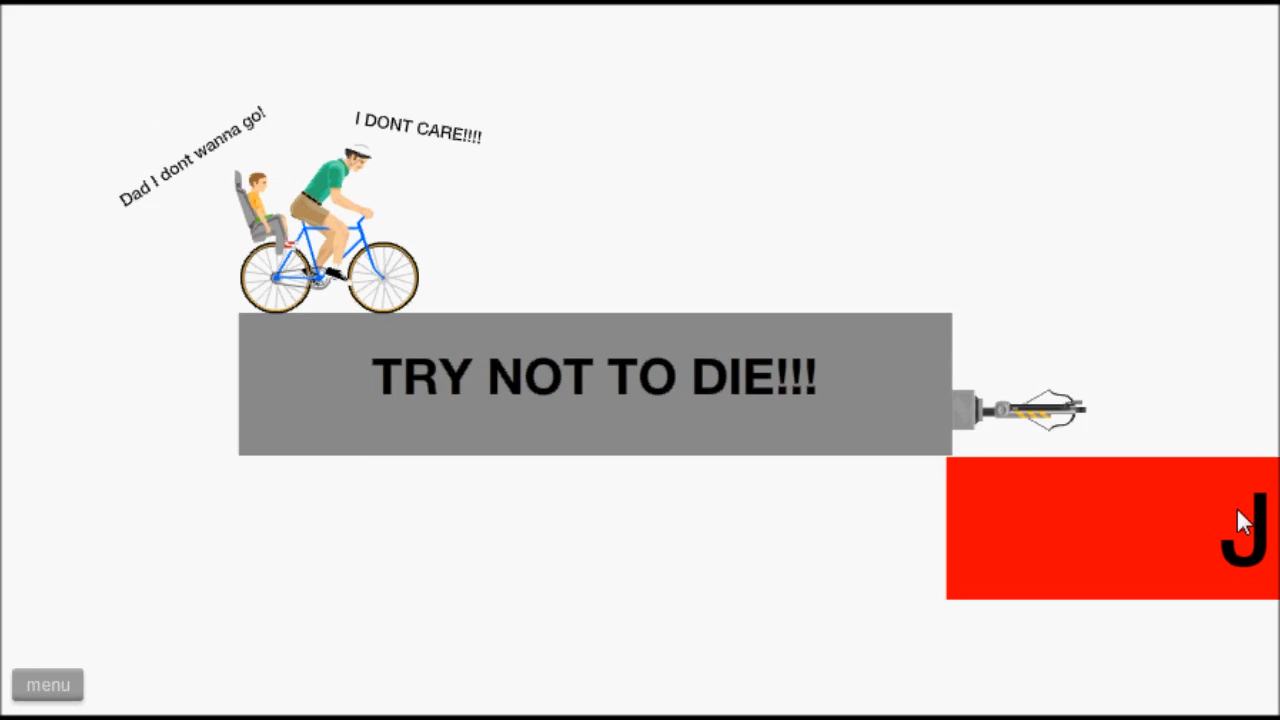 Dad I dont wanna go!
I DONT CARE!!!!
TRY NOT TO DIE!!!
J
menu